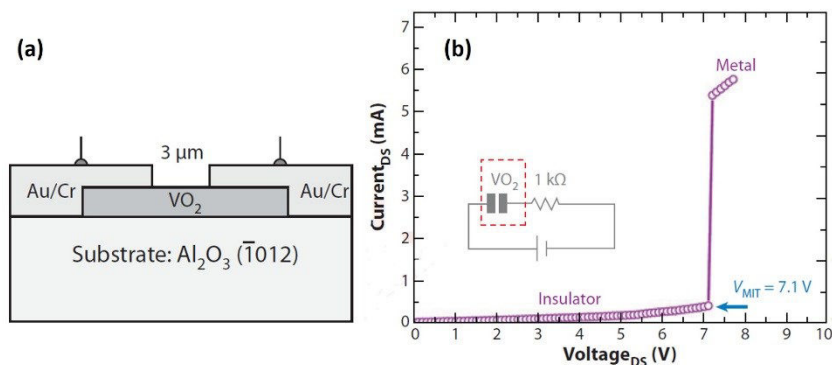 (a)
3 μm
Au/Cr
Au/Cr
VO₂
Substrate: Al₂O₃ (1̄012)
(b)
7
6
5
4
3
2
1
0
Current_DS (mA)
Metal
VO₂
1 kΩ
Insulator
V_MIT = 7.1 V
0 1 2 3 4 5 6 7 8 9 10
Voltage_DS (V)